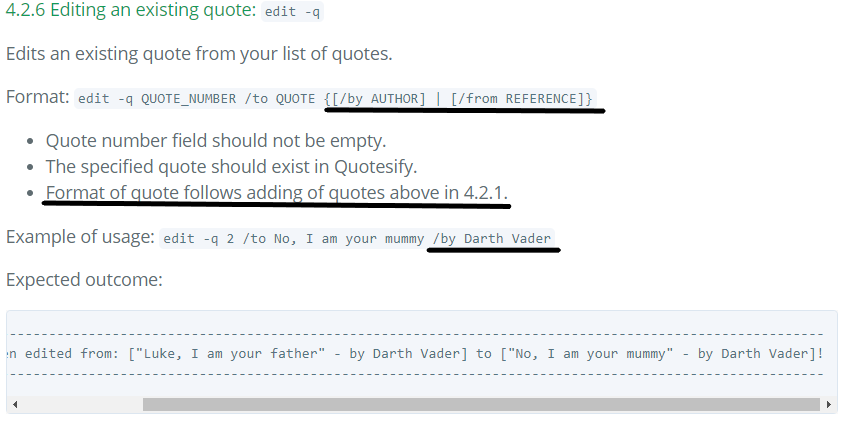 4.2.6 Editing an existing quote: edit -q
Edits an existing quote from your list of quotes.
Format: edit -q QUOTE_NUMBER /to QUOTE {[/by AUTHOR] | [/from REFERENCE]}
• Quote number field should not be empty.
• The specified quote should exist in Quotesify.
• Format of quote follows adding of quotes above in 4.2.1.
Example of usage: edit -q 2 /to No, I am your mummy /by Darth Vader
Expected outcome:
------------------------------------------------------------------------------------------------------
n edited from: ["Luke, I am your father" - by Darth Vader] to ["No, I am your mummy" - by Darth Vader]!
------------------------------------------------------------------------------------------------------